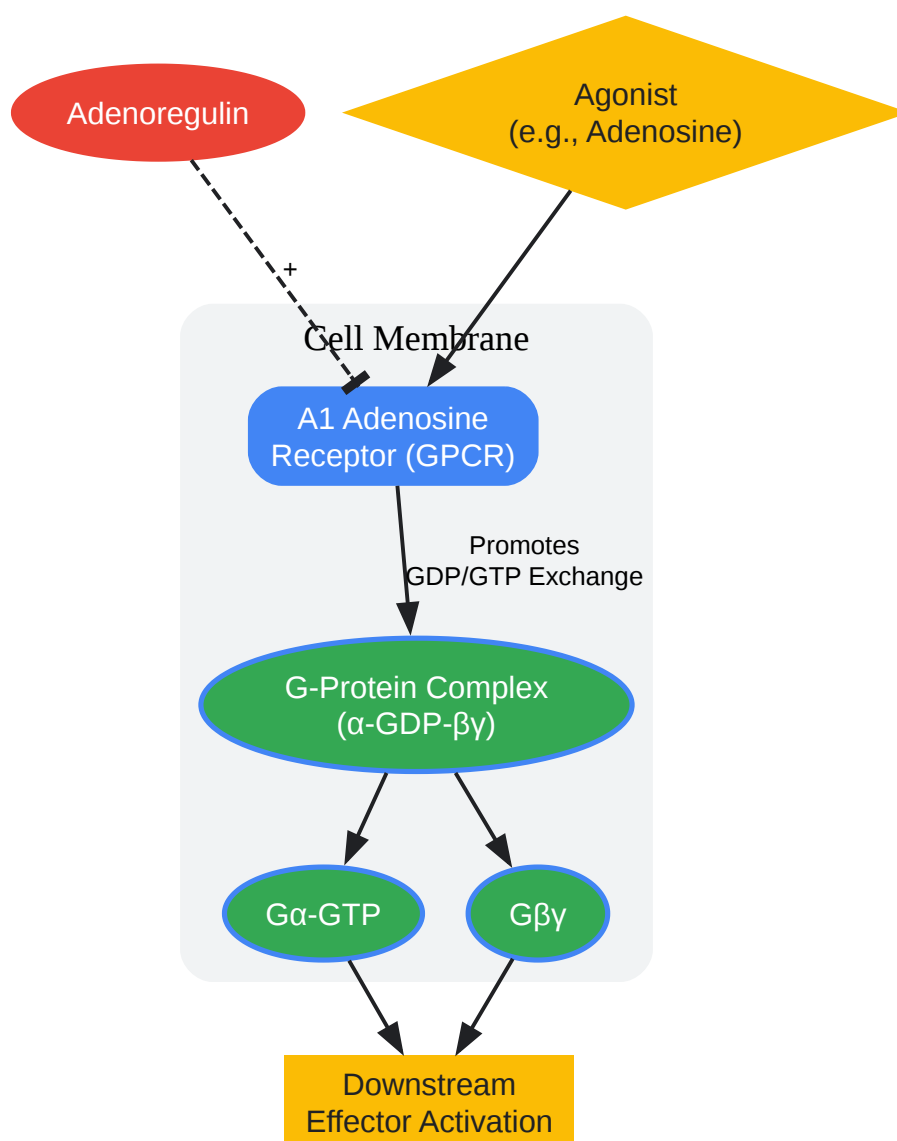 Adenoregulin
Agonist
(e.g., Adenosine)
+
Cell Membrane
A1 Adenosine
Receptor (GPCR)
Promotes
GDP/GTP Exchange
G-Protein Complex
(α-GDP-βγ)
Gα-GTP
Gβγ
Downstream
Effector Activation